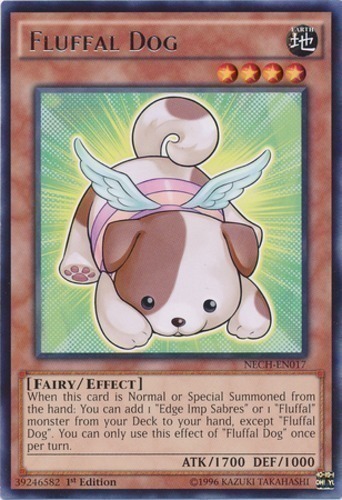 FLUFFAL DOG
EARTH
地
NECH-EN017
[FAIRY/EFFECT]
When this card is Normal or Special Summoned from
the hand: You can add 1 "Edge Imp Sabres" or 1 "Fluffal"
monster from your Deck to your hand, except "Fluffal
Dog". You can only use this effect of "Fluffal Dog" once
per turn.
ATK/1700 DEF/1000
39246582 1st Edition ©1996 KAZUKI TAKAHASHI